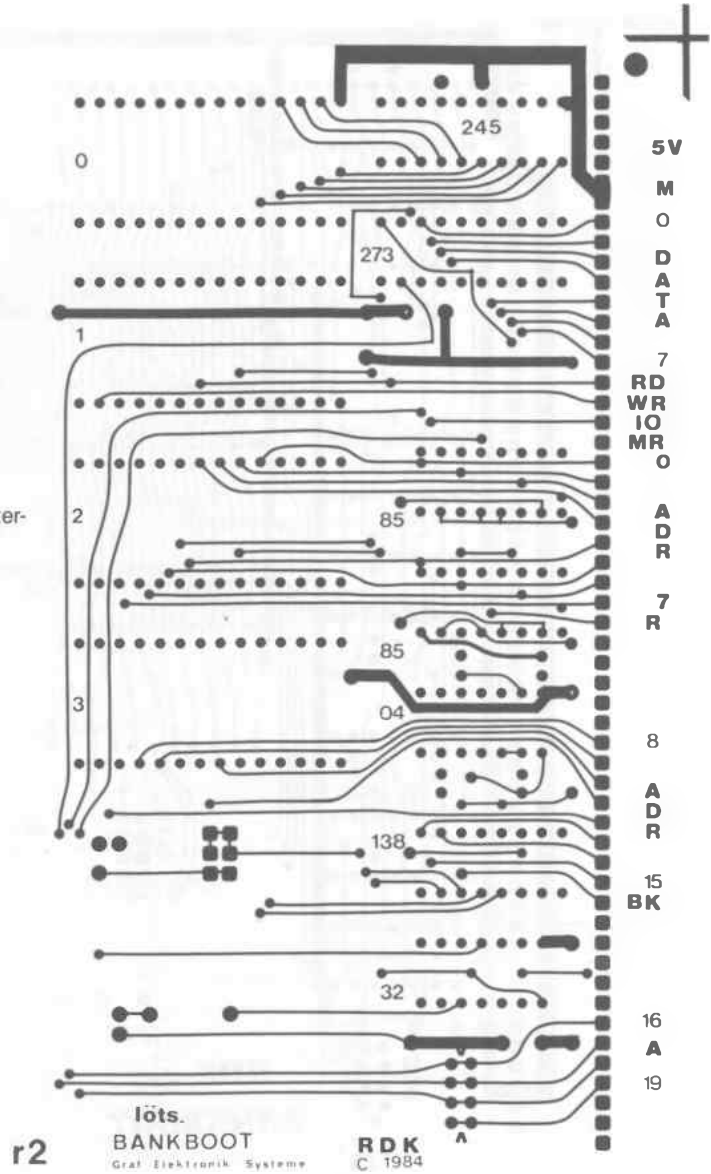 245
5V
0
M
0
273
D
A
T
A
1
7
RD
WR
IO
MR
0
ter-
2
85
A
D
R
7
R
85
3
04
8
A
D
R
138
15
BK
32
16
A
19
löts.
r2
BANKBOOT
RDK
Graf Elektronik Systeme
C 1984